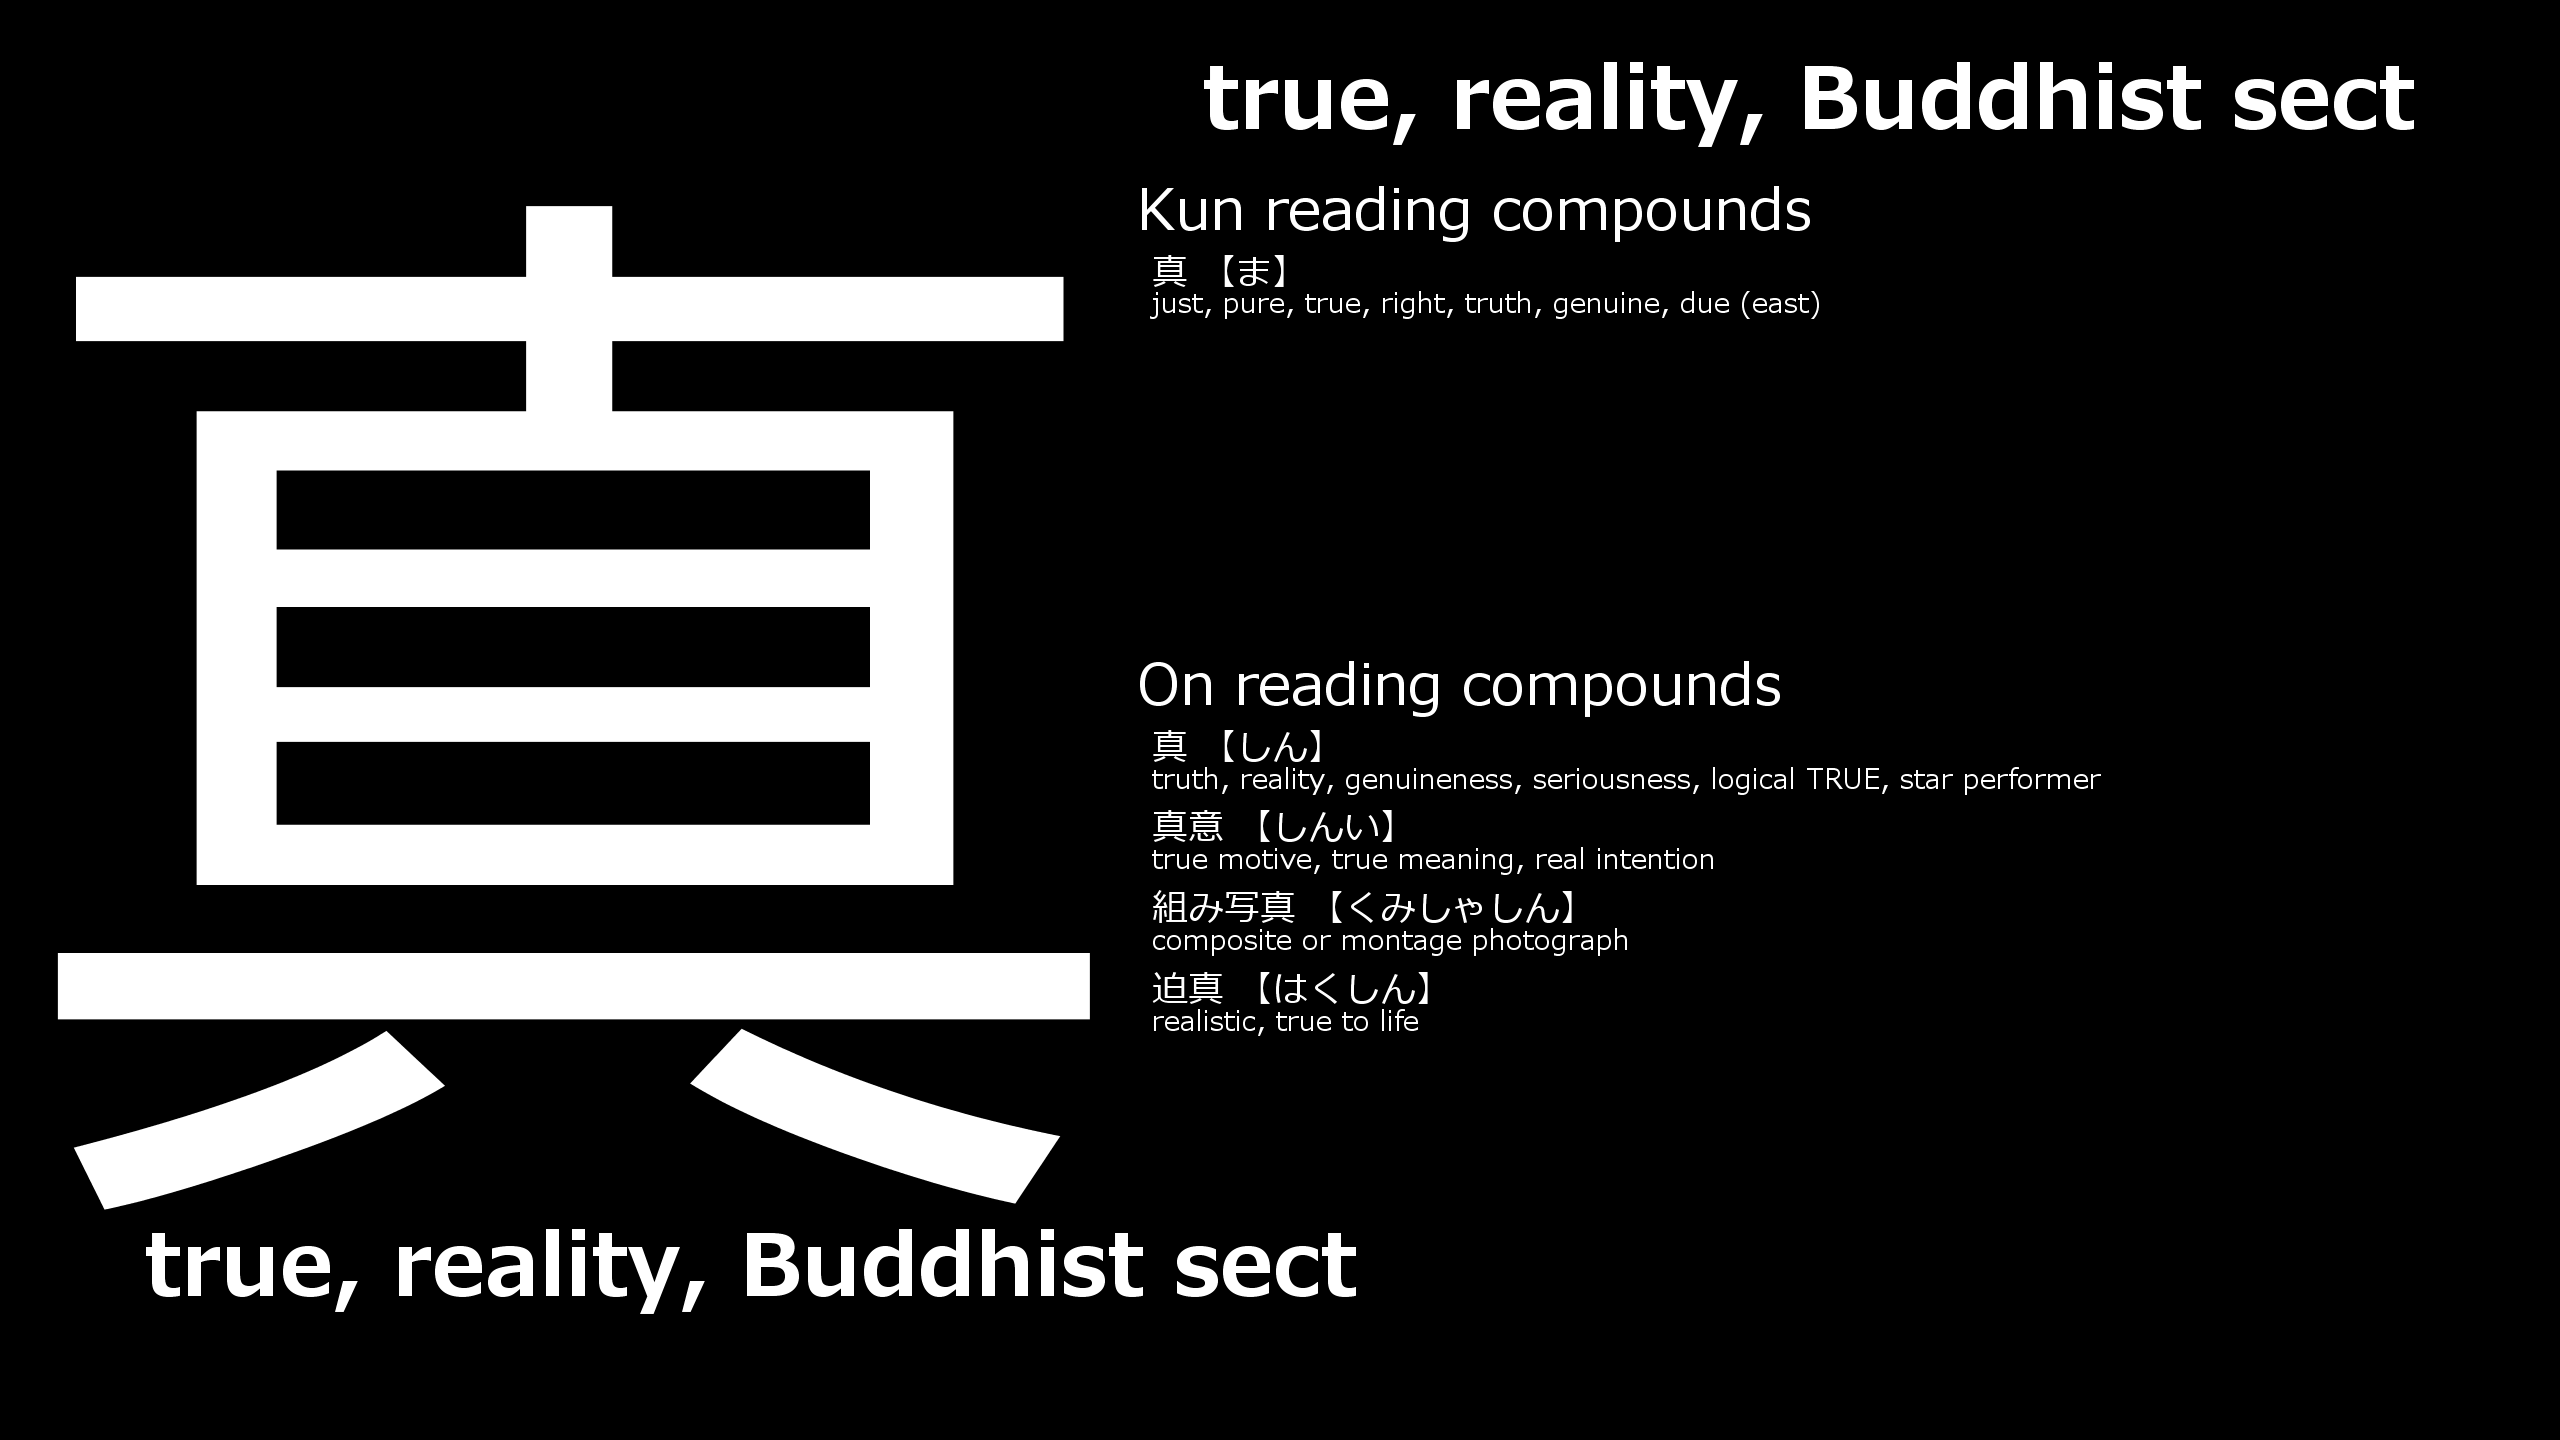 真
true, reality, Buddhist sect
Kun reading compounds
真 【ま】
just, pure, true, right, truth, genuine, due (east)
On reading compounds
真 【しん】
truth, reality, genuineness, seriousness, logical TRUE, star performer
真意 【しんい】
true motive, true meaning, real intention
組み写真 【くみしゃしん】
composite or montage photograph
迫真 【はくしん】
realistic, true to life
true, reality, Buddhist sect